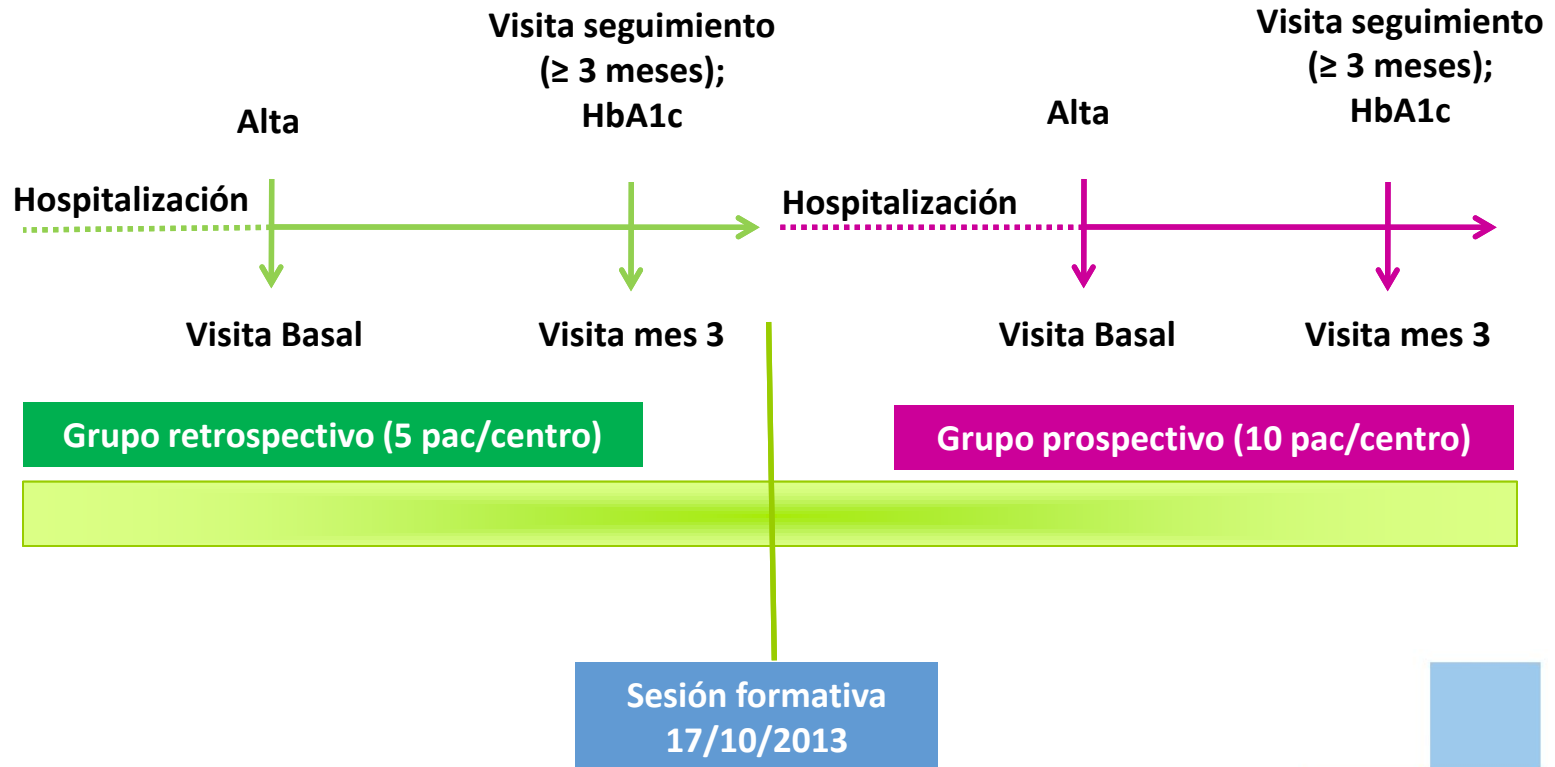 Visita seguimiento
(≥ 3 meses);
HbA1c
Alta
Hospitalización
Visita Basal
Visita mes 3
Visita seguimiento
(≥ 3 meses);
HbA1c
Alta
Hospitalización
Visita Basal
Visita mes 3
Grupo retrospectivo (5 pac/centro)
Grupo prospectivo (10 pac/centro)
Sesión formativa
17/10/2013